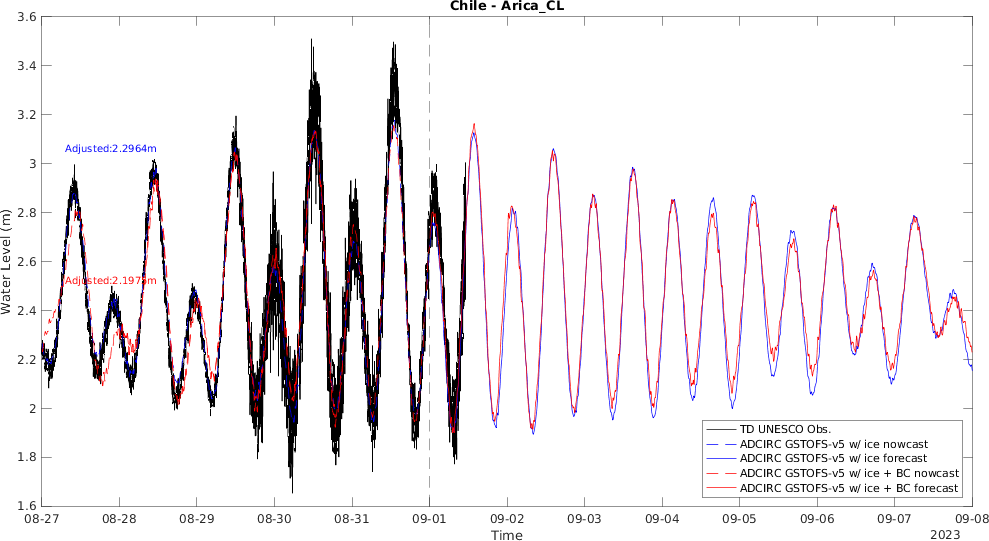 Chile - Arica_CL
Water Level (m)
3.6
3.4
3.2
3
2.8
2.6
2.4
2.2
2
1.8
1.6
Adjusted:2.2964m
Adjusted:2.1973m
TD UNESCO Obs.
ADCIRC GSTOFS-v5 w/ ice nowcast
ADCIRC GSTOFS-v5 w/ ice forecast
ADCIRC GSTOFS-v5 w/ ice + BC nowcast
ADCIRC GSTOFS-v5 w/ ice + BC forecast
08-27 08-28 08-29 08-30 08-31 09-01 09-02 09-03 09-04 09-05 09-06 09-07 09-08
Time
2023